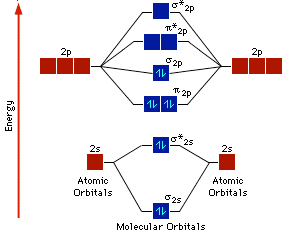 σ*2p
π*2p
2p
2p
σ2p
π2p
Energy
σ*2s
2s
2s
Atomic
Orbitals
Atomic
Orbitals
σ2s
Molecular Orbitals